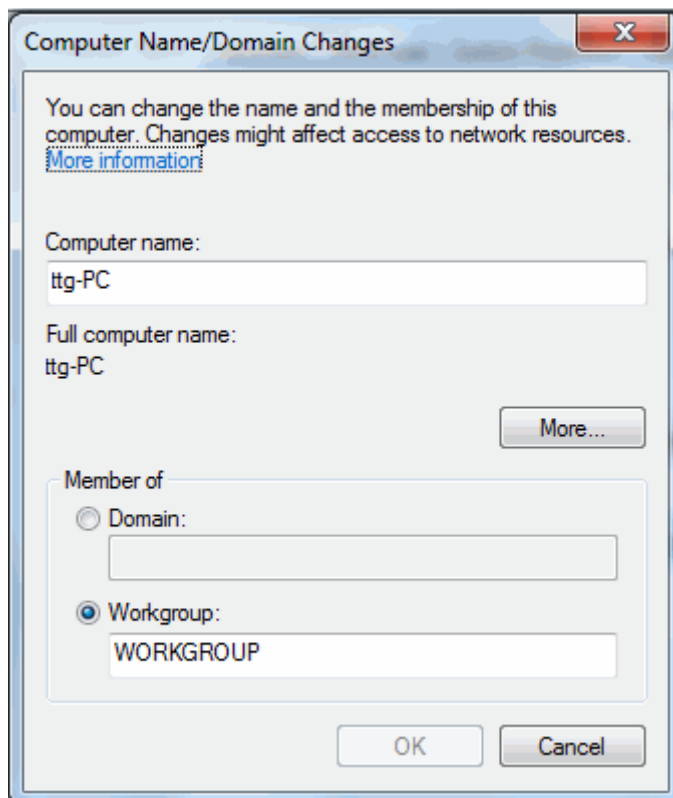 Computer Name/Domain Changes
You can change the name and the membership of this
computer. Changes might affect access to network resources.
More information
Computer name:
ttg-PC
Full computer name:
ttg-PC
More...
Member of
Domain:
Workgroup:
WORKGROUP
OK
Cancel